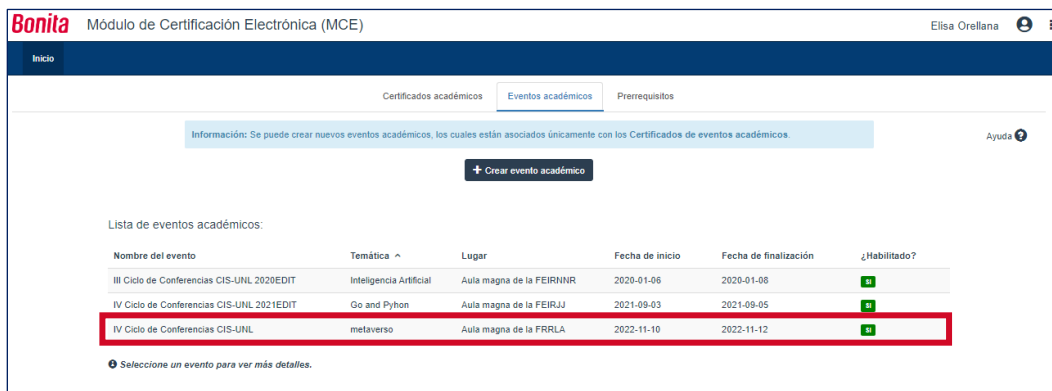 Bonita Módulo de Certificación Electrónica (MCE) Elisa Orellana
Inicio
Certificados académicos Eventos académicos Prerrequisitos
Información: Se puede crear nuevos eventos académicos, los cuales están asociados únicamente con los Certificados de eventos académicos.
Ayuda
+ Crear evento académico
Lista de eventos académicos:
Nombre del evento Temática Lugar Fecha de inicio Fecha de finalización ¿Habilitado?
III Ciclo de Conferencias CIS-UNL 2020EDIT Inteligencia Artificial Aula magna de la FEIRNNR 2020-01-06 2020-01-08 SI
IV Ciclo de Conferencias CIS-UNL 2021EDIT Go and Pyhon Aula magna de la FEIRJJ 2021-09-03 2021-09-05 SI
IV Ciclo de Conferencias CIS-UNL metaverso Aula magna de la FRRLA 2022-11-10 2022-11-12 SI
Seleccione un evento para ver más detalles.